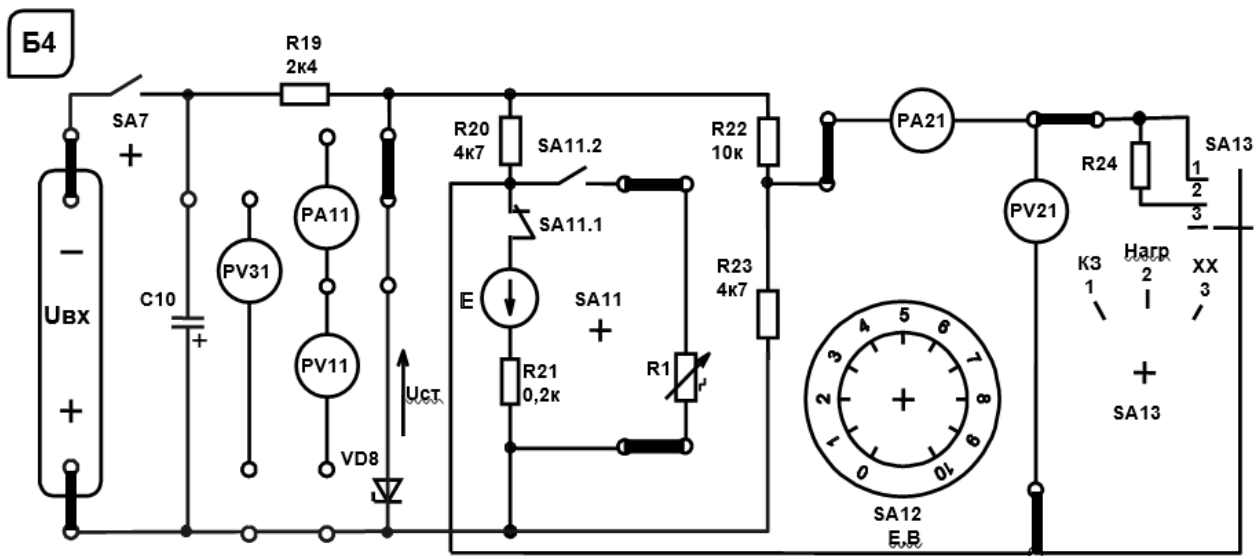 Б4
R19
2к4
SA7
R20
4к7
SA11.2
R22
10к
PA21
SA13
R24
1
2
3
PA11
SA11.1
PV21
PV31
R23
4к7
КЗ
1
Нагр
2
ХХ
3
Uвх
C10
E
SA11
PV11
R21
0,2к
R1
Uст
SA13
VD8
0
1
2
3
4
5
6
7
8
9
10
SA12
Е,В